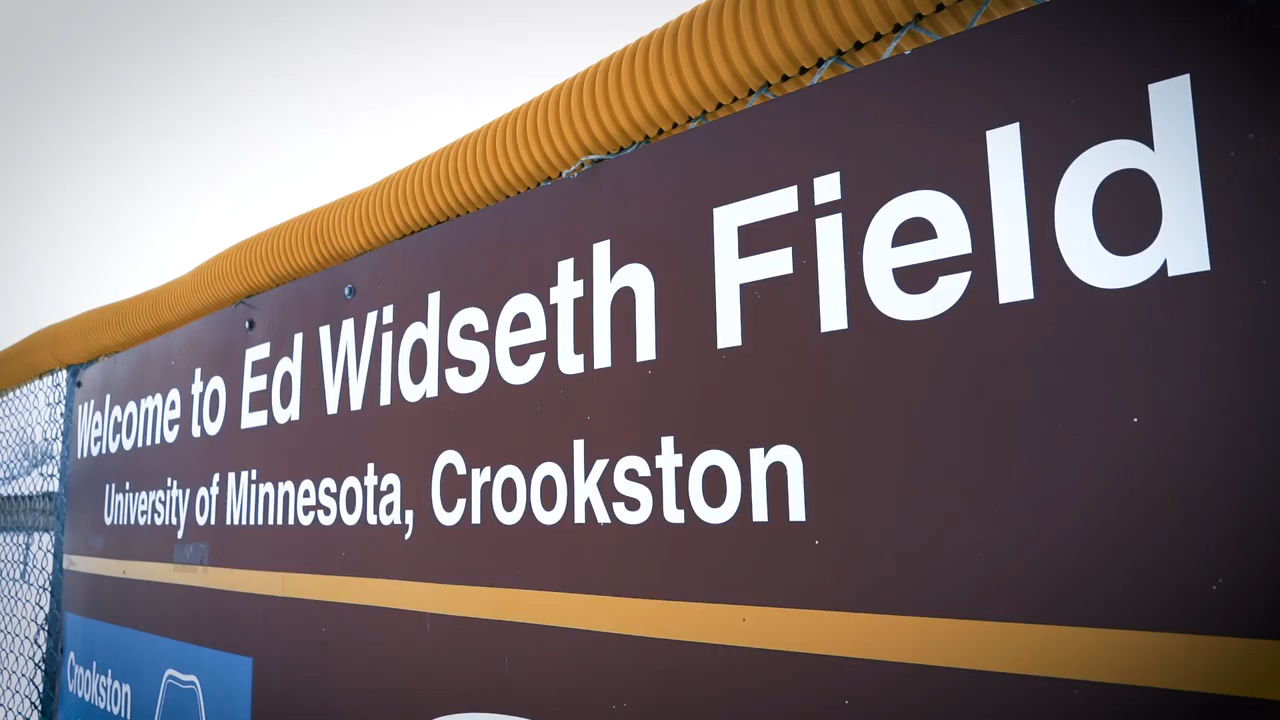 Welcome to Ed Widseth Field
University of Minnesota, Crookston
Crookston